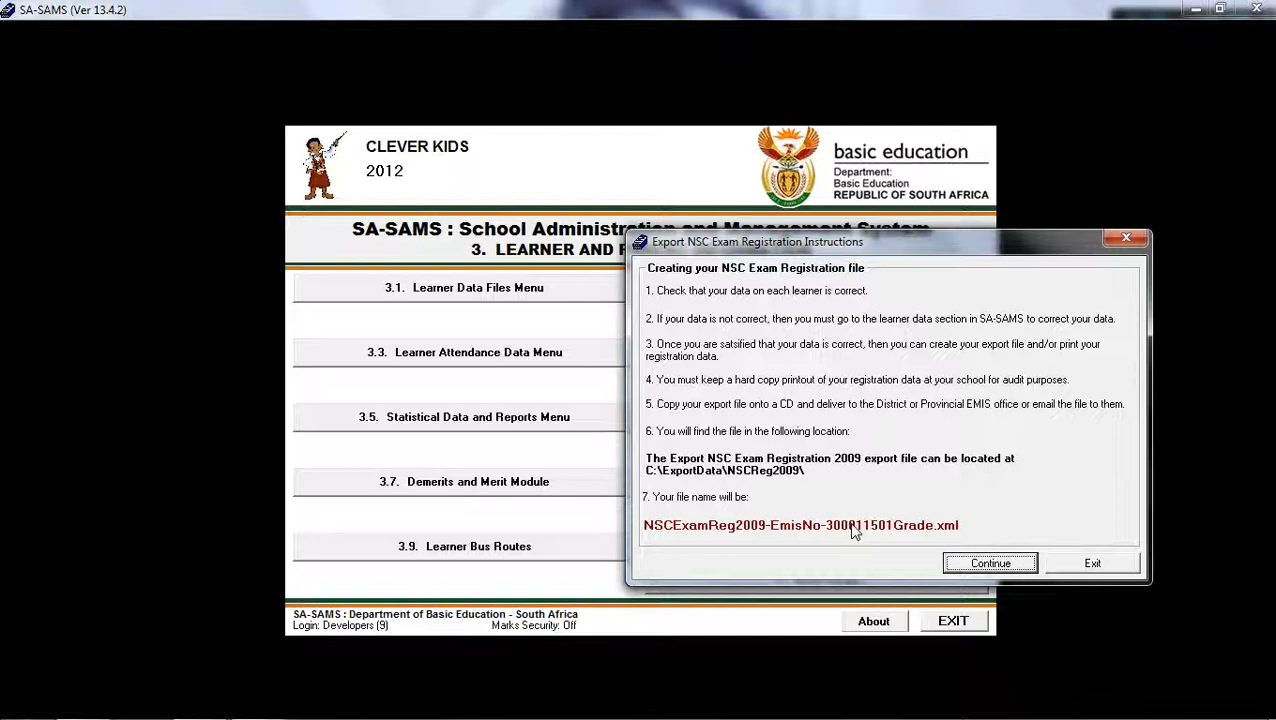 SA-SAMS (Ver 13.4.2)
CLEVER KIDS
2012
basic education
Department:
Basic Education
REPUBLIC OF SOUTH AFRICA
SA-SAMS : School Administration and Management System
3. LEARNER AND
3.1. Learner Data Files Menu
3.3. Learner Attendance Data Menu
3.5. Statistical Data and Reports Menu
3.7. Demerits and Merit Module
3.9. Learner Bus Routes
Export NSC Exam Registration Instructions
Creating your NSC Exam Registration file
1. Check that your data on each learner is correct.
2. If your data is not correct, then you must go to the learner data section in SA-SAMS to correct your data.
3. Once you are satsified that your data is correct, then you can create your export file and/or print your
registration data.
4. You must keep a hard copy printout of your registration data at your school for audit purposes.
5. Copy your export file onto a CD and deliver to the District or Provincial EMIS office or email the file to them.
6. You will find the file in the following location:
The Export NSC Exam Registration 2009 export file can be located at
C:\ExportData\NSCReg2009\
7. Your file name will be:
NSCExamReg2009-EmisNo-300011501Grade.xml
Continue
Exit
SA-SAMS : Department of Basic Education - South Africa
Login: Developers (9)
Marks Security: Off
About
EXIT